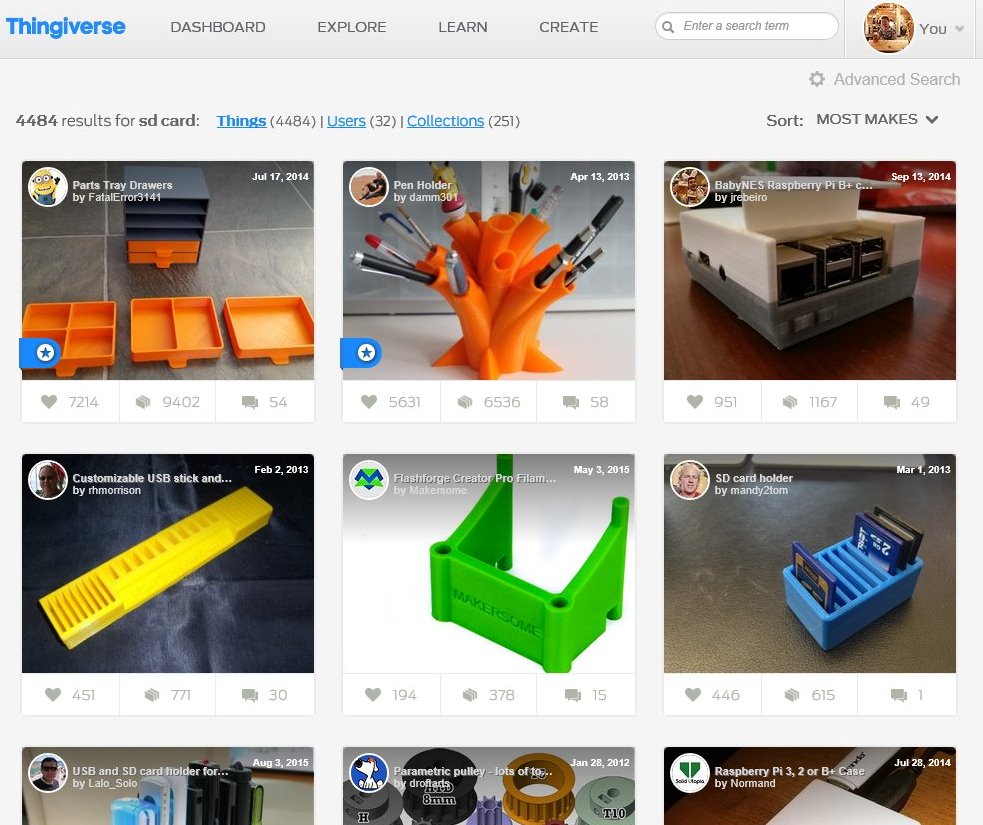 Thingiverse
DASHBOARD
EXPLORE
LEARN
CREATE
Enter a search term
You
Advanced Search
4484 results for sd card: Things (4484) | Users (32) | Collections (251)
Sort: MOST MAKES
Parts Tray Drawers
by FatalError3141
Jul 17, 2014
7214
9402
54
Pen Holder
by damm301
Apr 13, 2013
5631
6536
58
BabyNES Raspberry Pi B+ c...
by jrebeiro
Sep 13, 2014
951
1167
49
Customizable USB stick and...
by rhmorrison
Feb 2, 2013
451
771
30
Flashforge Creator Pro Filam...
by Makersome
May 3, 2015
MAKERSOME
194
378
15
SD card holder
by mandy2tom
Mar 1, 2013
2
GB
446
615
1
USB and SD card holder for...
by Lalo_Solo
Aug 3, 2015
Parametric pulley - lots of to...
by droftarts
Jan 28, 2012
8mm
H
T10
Solid Utopia
Raspberry Pi 3, 2 or B+ Case
by Normand
Jul 28, 2014